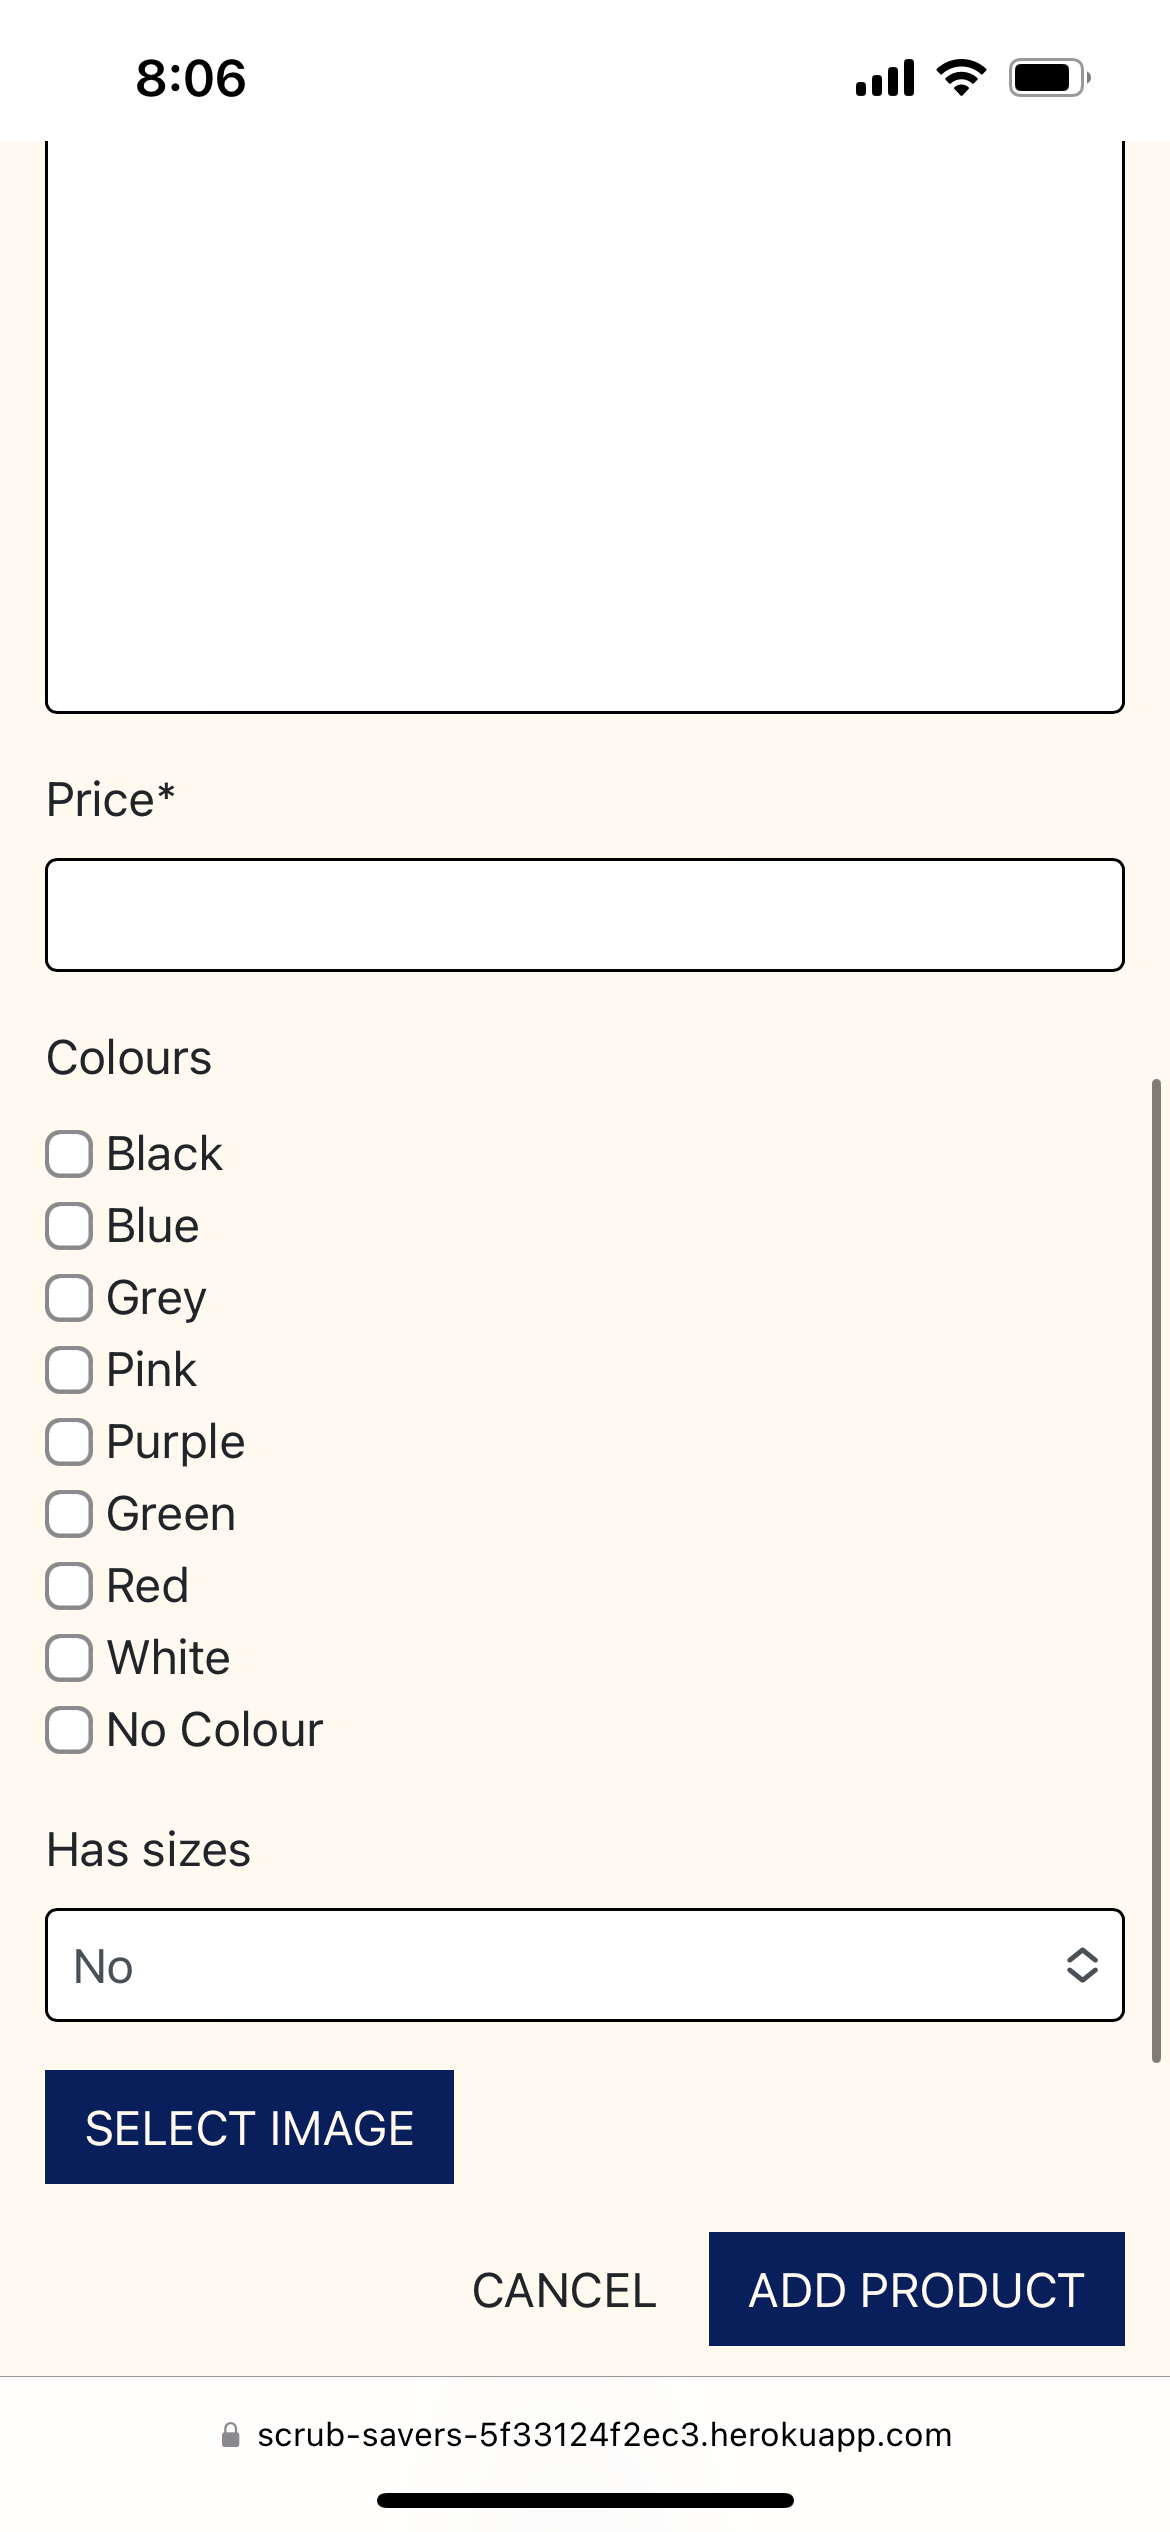 8:06
Price*
Colours
Black
Blue
Grey
Pink
Purple
Green
Red
White
No Colour
Has sizes
No
SELECT IMAGE
CANCEL ADD PRODUCT
scrub-savers-5f33124f2ec3.herokuapp.com